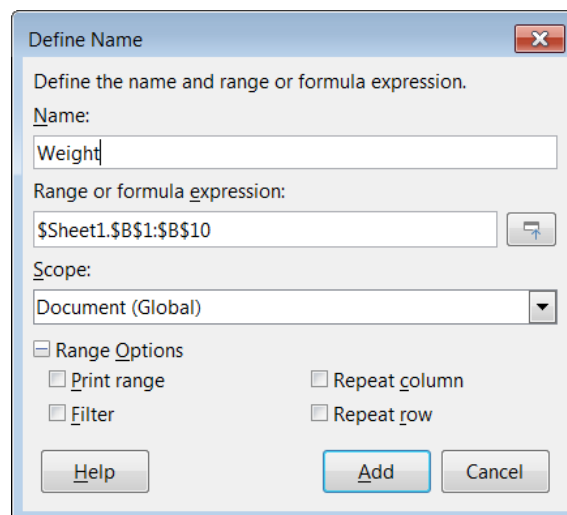 Define Name
Define the name and range or formula expression.
Name:
Weight
Range or formula expression:
$Sheet1.$B$1:$B$10
Scope:
Document (Global)
Range Options
Print range Repeat column
Filter Repeat row
Help Add Cancel